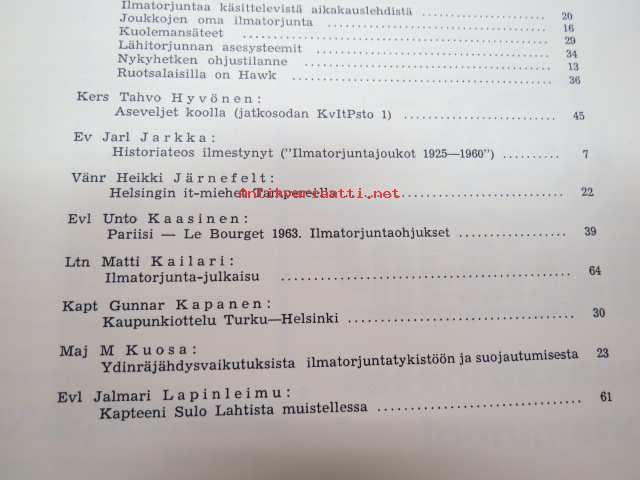 Ilmatorjuntaa käsittelevistä aikakauslehdistä ........ 20
Joukkojen oma ilmatorjunta ........ 16
Kuolemansäteet ........ 29
Lähitorjunnan asesysteemit ........ 34
Nykyhetken ohjustilanne ........ 13
Ruotsalaisilla on Hawk ........ 36
Kers Tahvo Hyvönen:
Aseveljet koolla (jatkosodan KvItPsto 1) ........ 45
Ev Jarl Jarkka:
Historiateos ilmestynyt ("Ilmatorjuntajoukot 1925—1960") ........ 7
Vänr Heikki Järnefelt:
Helsingin it-miehet Tampereella ........ 22
Antikvariaatti.net
Evl Unto Kaasinen:
Pariisi — Le Bourget 1963. Ilmatorjuntaohjukset ........ 39
Ltn Matti Kailari:
Ilmatorjunta-julkaisu ........ 64
Kapt Gunnar Kapanen:
Kaupunkiottelu Turku—Helsinki ........ 30
Maj M Kuosa:
Ydinräjähdysvaikutuksista ilmatorjuntatykistöön ja suojautumisesta 23
Evl Jalmari Lapinleimu:
Kapteeni Sulo Lahtista muistellessa ........ 61